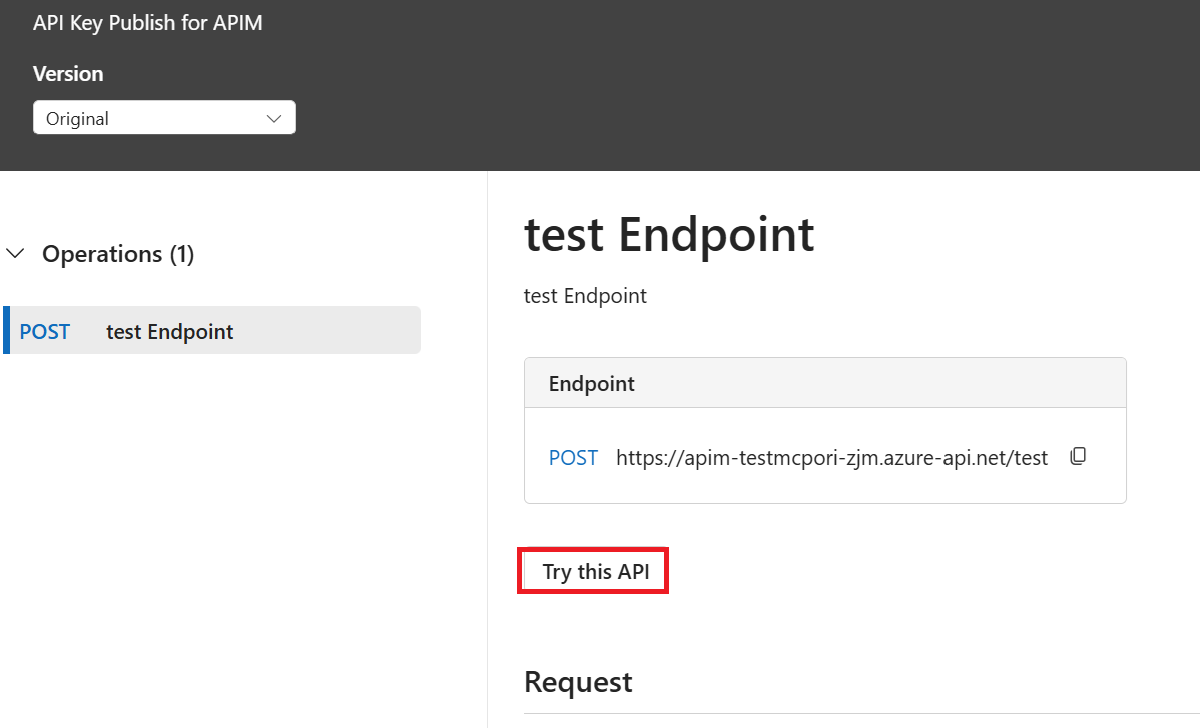 API Key Publish for APIM
Version
Original
Operations (1)
POST test Endpoint
test Endpoint
test Endpoint
Endpoint
POST https://apim-testmcpori-zjm.azure-api.net/test
Try this API
Request